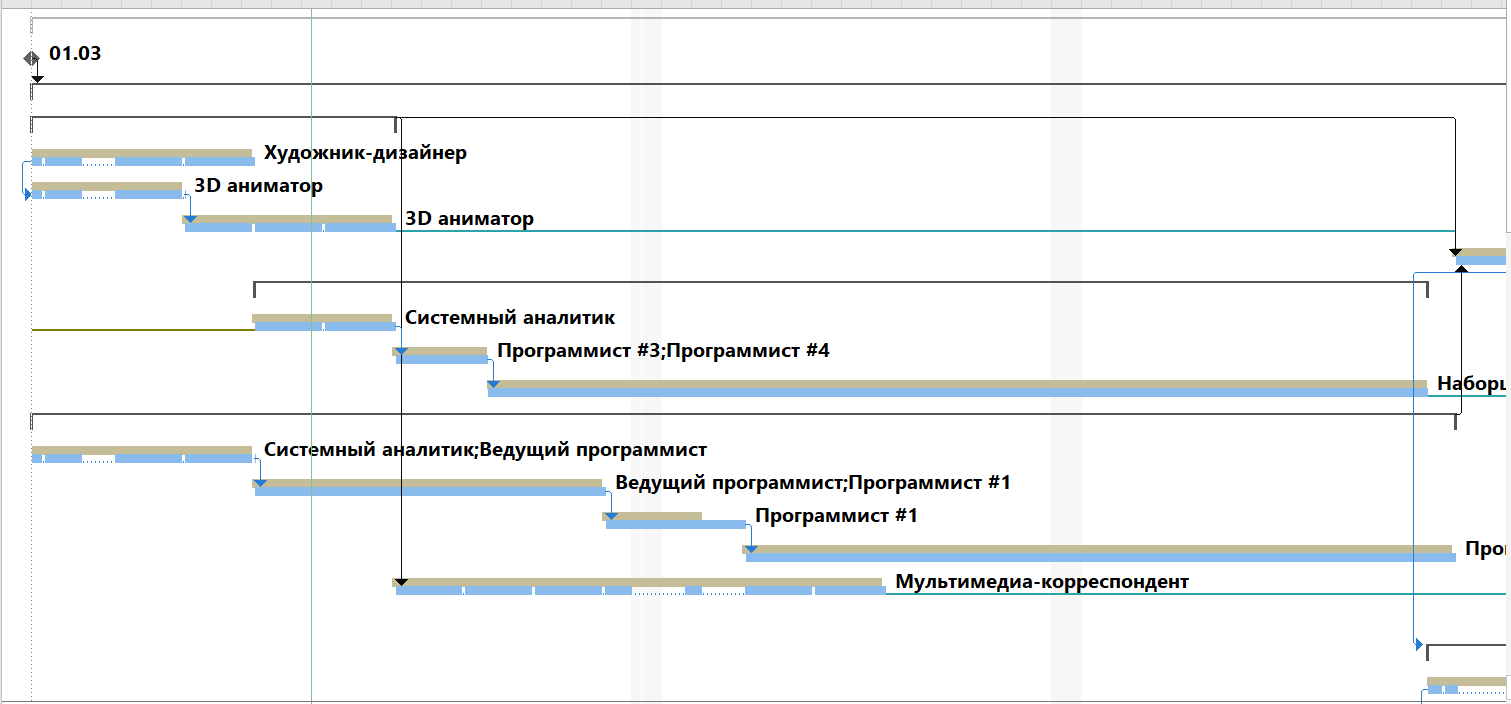 01.03
Художник-дизайнер
3D аниматор
3D аниматор
Системный аналитик
Программист #3;Программист #4
Системный аналитик;Ведущий программист
Ведущий программист;Программист #1
Программист #1
Мультимедиа-корреспондент